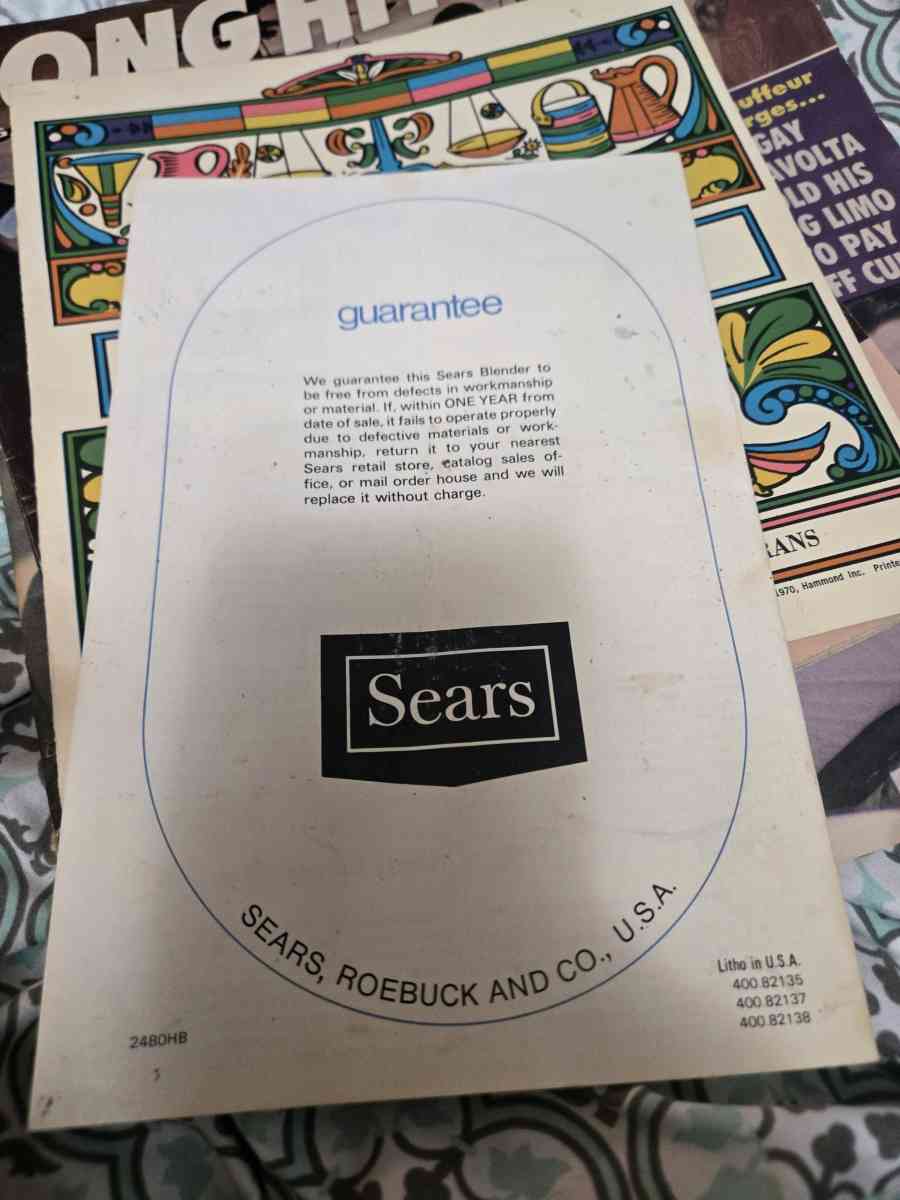 ONG HI
uffeur
rges...
GAY
AVOLTA
LD HIS
G LIMO
O PAY
FF CU
guarantee
We guarantee this Sears Blender to
be free from defects in workmanship
or material. If, within ONE YEAR from
date of sale, it fails to operate properly
due to defective materials or work-
manship, return it to your nearest
Sears retail store, catalog sales of-
fice, or mail order house and we will
replace it without charge.
RANS
1970, Hammond Inc. Printe
Sears
SEARS, ROEBUCK AND CO., U.S.A.
Litho in U.S.A.
400.82135
400.82137
400.82138
2480HB